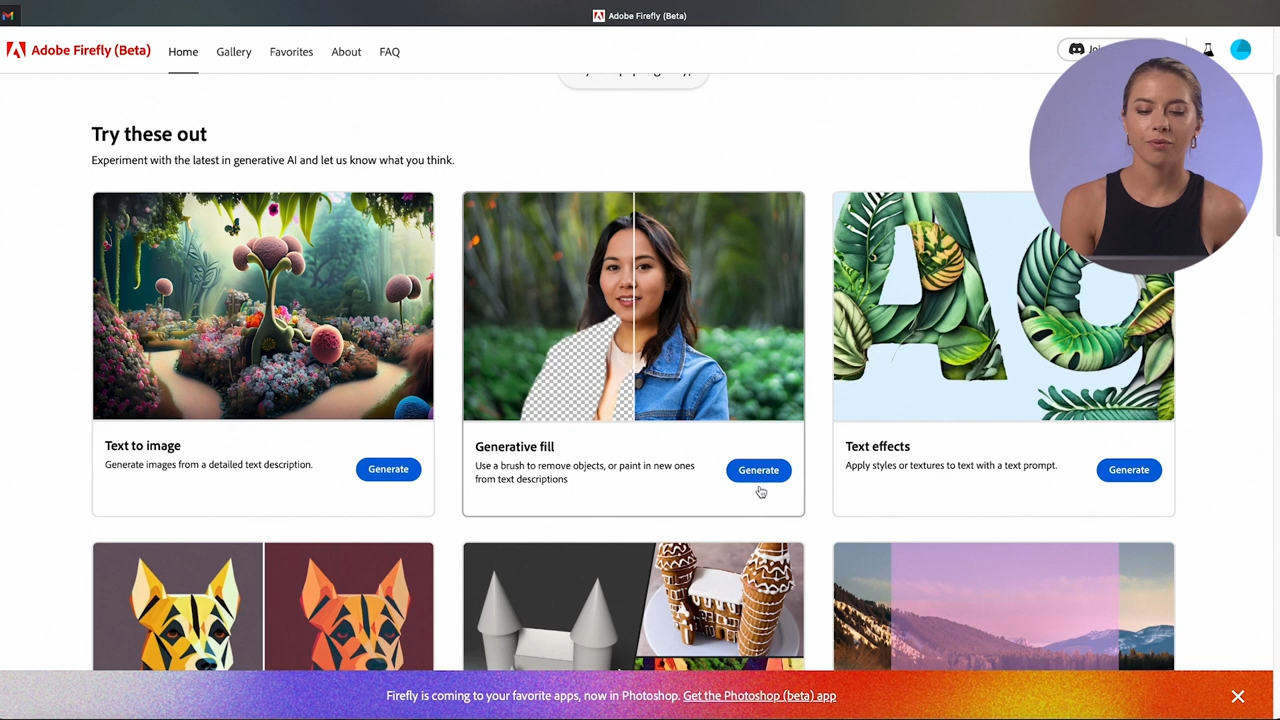 Adobe Firefly (Beta)
Adobe Firefly (Beta)
Home
Gallery
Favorites
About
FAQ
Try these out
Experiment with the latest in generative AI and let us know what you think.
Text to image
Generate images from a detailed text description.
Generate
Generative fill
Use a brush to remove objects, or paint in new ones
from text descriptions
Generate
Text effects
Apply styles or textures to text with a text prompt.
Generate
Firefly is coming to your favorite apps, now in Photoshop. Get the Photoshop (beta) app